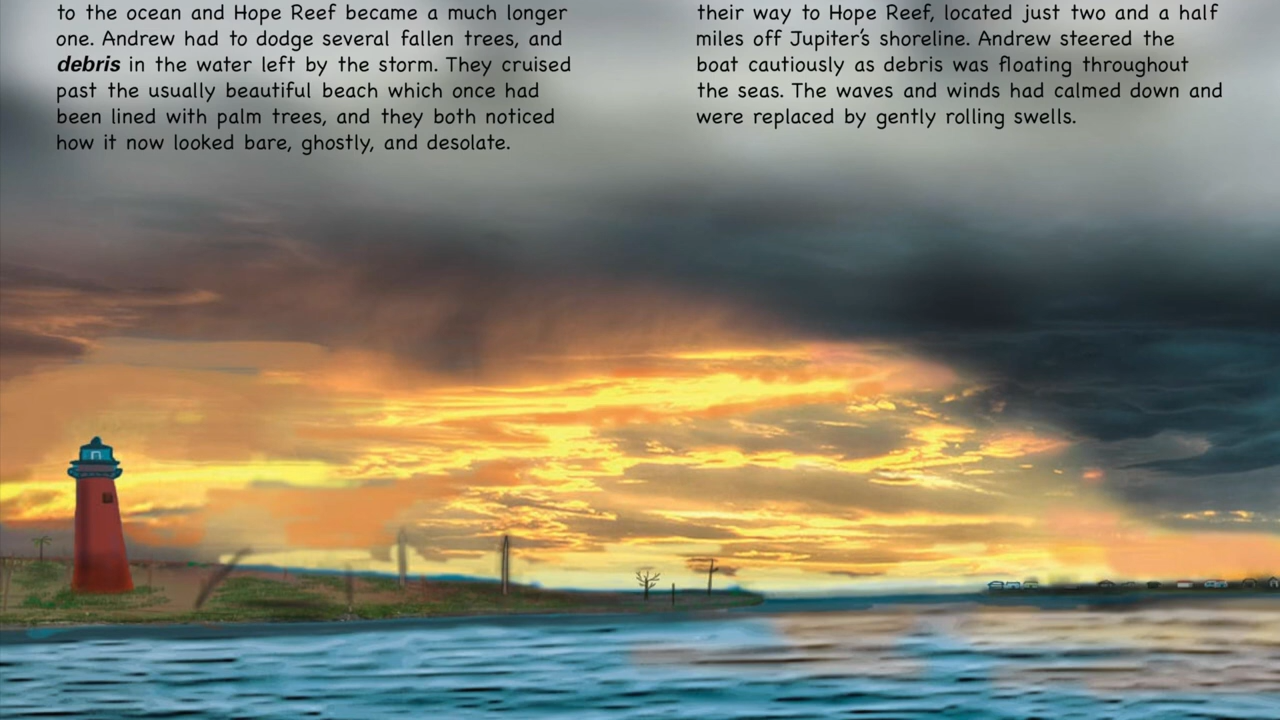 to the ocean and Hope Reef became a much longer
one. Andrew had to dodge several fallen trees, and
debris in the water left by the storm. They cruised
past the usually beautiful beach which once had
been lined with palm trees, and they both noticed
how it now looked bare, ghostly, and desolate.
their way to Hope Reef, located just two and a half
miles off Jupiter's shoreline. Andrew steered the
boat cautiously as debris was floating throughout
the seas. The waves and winds had calmed down and
were replaced by gently rolling swells.